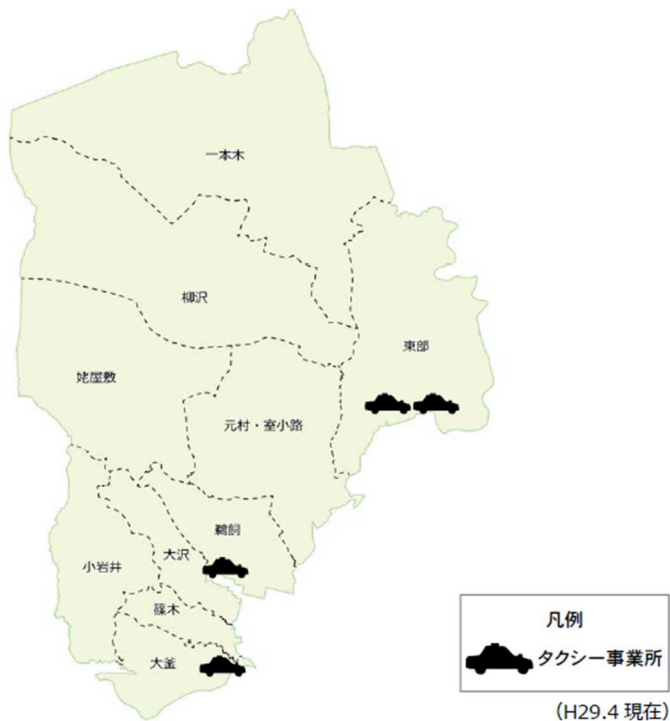 一本木
柳沢
東部
姥屋敷
元村・室小路
鵜飼
大沢
小岩井
篠木
大釜
凡例
タクシー事業所
(H29.4 現在)